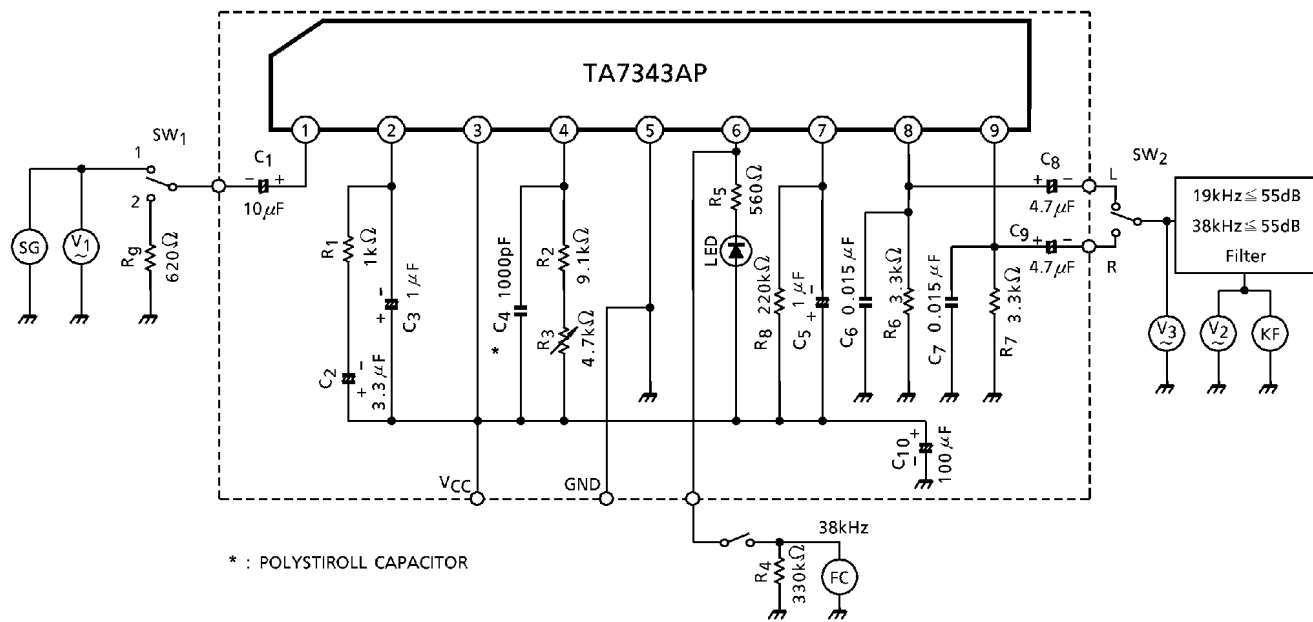 TA7343AP
1 2 3 4 5 6 7 8 9
SW1
1
2
SG
V1
~
Rg
620Ω
C1
- +
10μF
R1
1kΩ
C2
- +
3.3μF
- +
C3 1μF
*
C4 1000pF
R2
9.1kΩ
R3
4.7kΩ
R5
560Ω
LED
R8 220kΩ
C5 1μF
+ -
C6 0.015μF
R6 3.3kΩ
C7 0.015μF
R7
3.3kΩ
C8
+ -
4.7μF
C9
+ -
4.7μF
SW2
L
R
19kHz≦55dB
38kHz≦55dB
Filter
V3
~
V2
~
KF
C10
+ -
100μF
VCC
GND
38kHz
R4
330kΩ
FC
* : POLYSTIROLL CAPACITOR